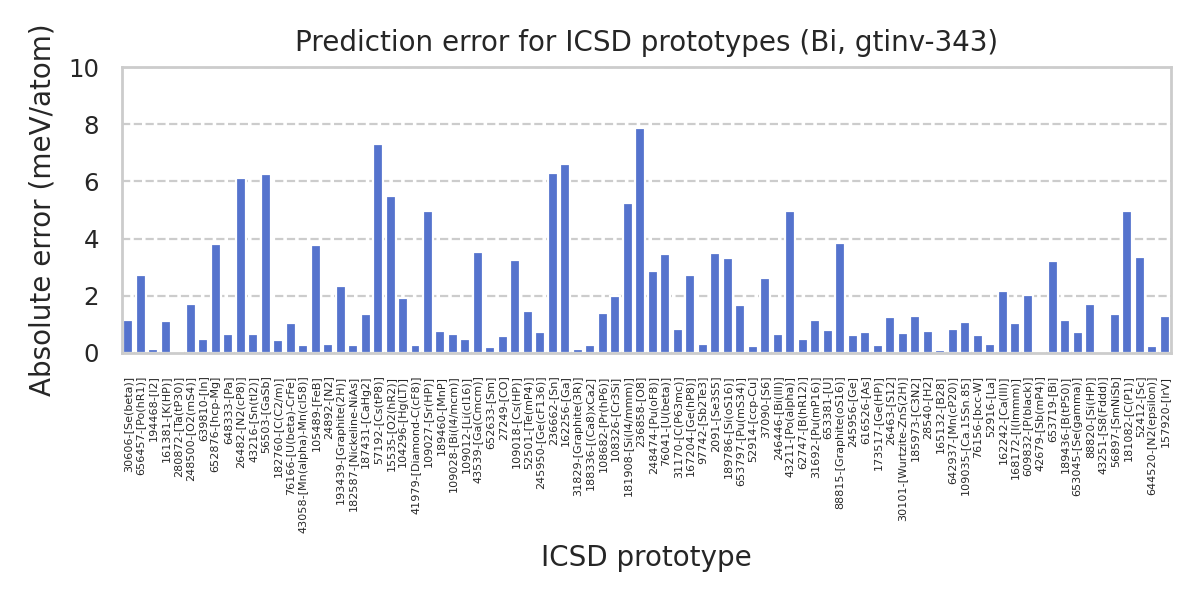 Prediction error for ICSD prototypes (Bi, gtinv-343)
Absolute error (meV/atom)
10
8
6
4
2
0
30606-[Se(beta)]
656457-[Po(hR1)]
194468-[I2]
161381-[K(HP)]
280872-[Ta(tP30)]
248500-[O2(mS4)]
639810-[In]
652876-[hcp-Mg]
648333-[Pa]
26482-[N2(cP8)]
43216-[Sn(tI2)]
56503-[GaSb]
182760-[C(C2/m)]
76166-[U(beta)-CrFe]
43058-[Mn(alpha)-Mn(cI58)]
105489-[FeB]
24892-[N2]
193439-[Graphite(2H)]
182587-[NickelineNiAs]
187431-[CaHg2]
57192-[Cs(tP8)]
15535-[O2(hR2)]
104296-[Hg(LT)]
41979-[Diamond-C(cF8)]
109027-[Sr(HP)]
189460-[MnP]
109028-[Bi(I4/mcm)]
109012-[Li(cI16)]
43539-[Ga(Cmcm)]
652633-[Sm]
27249-[CO]
109018-[Cs(HP)]
52501-[Te(mP4)]
245950-[Ge(cF136)]
236662-[Sn]
162256-[Ga]
31829-[Graphite(3R)]
188336-[(Ca8)xCa2]
108682-[Pr(hP6)]
108326-[Cr3Si]
181908-[Si(I4/mmm)]
236858-[O8]
248474-[Pu(oF8)]
76041-[U(beta)]
31170-[C(P63mc)]
167204-[Ge(hP8)]
97742-[Sb2Te3]
2091-[Se3S5]
189786-[Si(oS16)]
653797-[Pu(mS34)]
52914-[ccp-Cu]
37090-[S6]
246446-[Bi(III)]
43211-[Po(alpha)]
62747-[B(hR12)]
31692-[Pu(mP16)]
653381-[U]
88815-[Graphite(oS16)]
245956-[Ge]
616526-[As]
173517-[Ge(HP)]
26463-[S12]
30101-[Wurtzite-ZnS(2H)]
185973-[C3N2]
28540-[H2]
165132-[B28]
642937-[Mn(cP20)]
109035-[Ca.15Sn.85]
76156-[bcc-W]
52916-[La]
162242-[Ca(III)]
168172-[I(Immm)]
609832-[P(black)]
42679-[Sb(mP4)]
653719-[Bi]
189436-[B(tP50)]
653045-[Se(gamma)]
88820-[Si(HP)]
43251-[S8(Fddd)]
56897-[SmNiSb]
181082-[C(P1)]
52412-[Sc]
644520-[N2(epsilon)]
157920-[IrV]
ICSD prototype